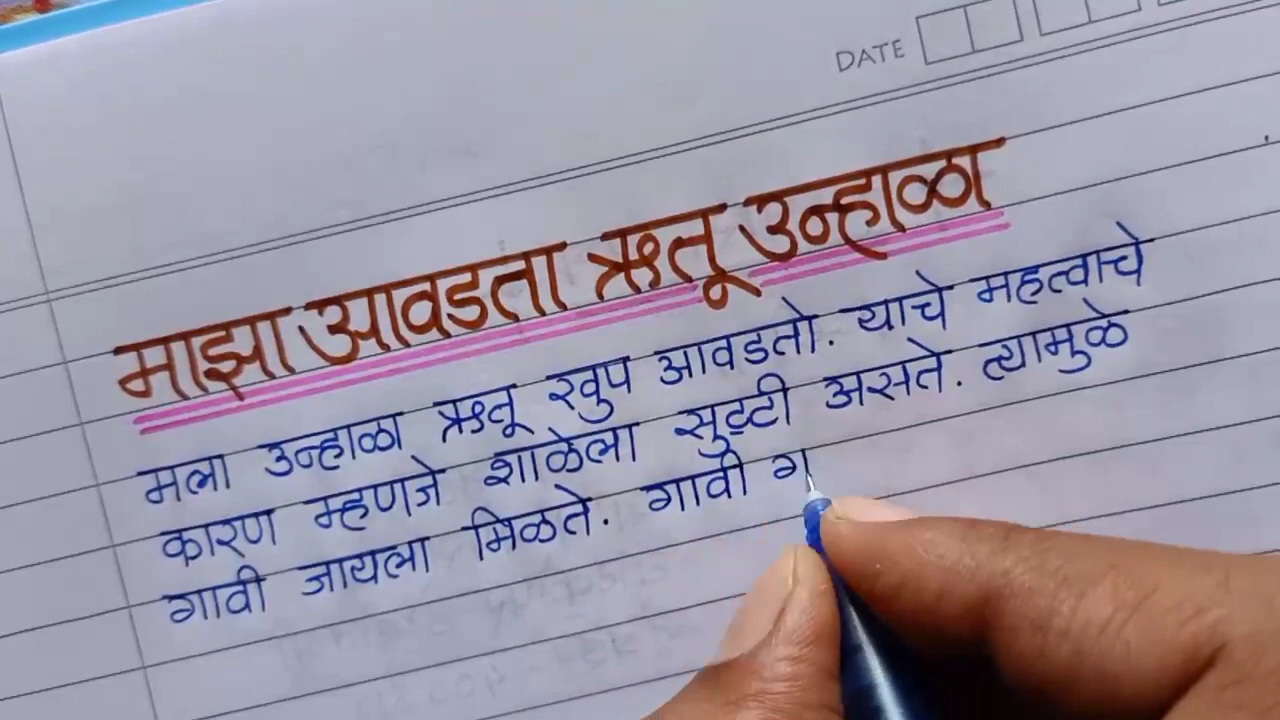 DATE
माझा आवडता ऋतू उन्हाळा
मला उन्हाळा ऋतू खुप आवडतो. याचे महत्वाचे
कारण म्हणजे शाळेला सुट्टी असते. त्यामुळे
गावी जायला मिळते. गावी ग